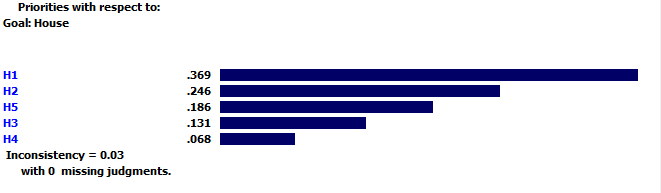 Priorities with respect to:
Goal: House
H1 .369
H2 .246
H5 .186
H3 .131
H4 .068
Inconsistency = 0.03
with 0 missing judgments.